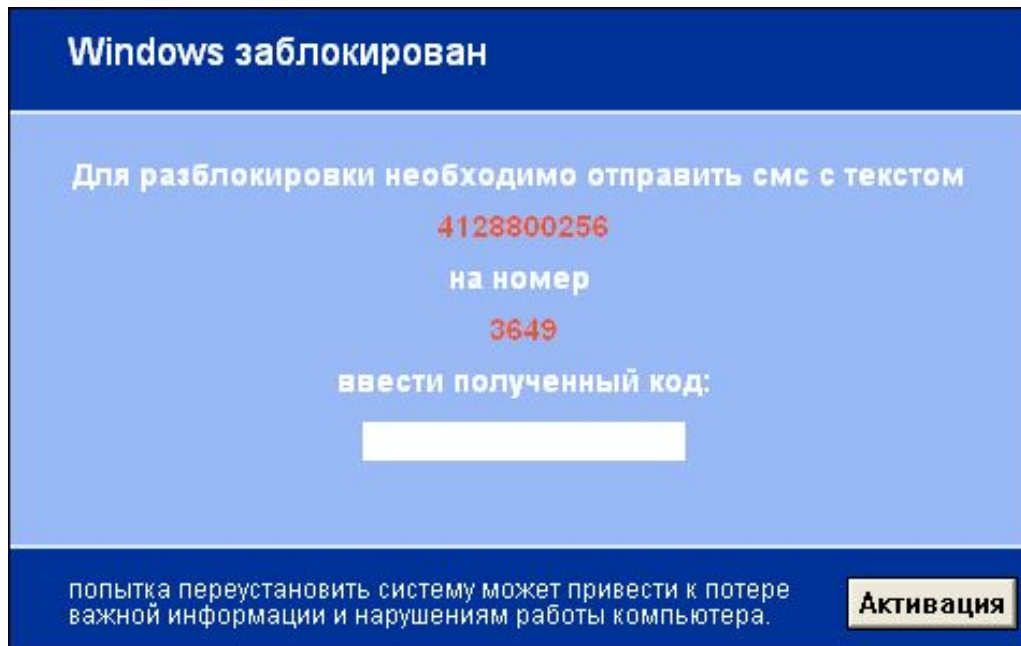 Windows заблокирован
Для разблокировки необходимо отправить смс с текстом
4128800256
на номер
3649
ввести полученный код:
попытка переустановить систему может привести к потере
важной информации и нарушениям работы компьютера.
Активация